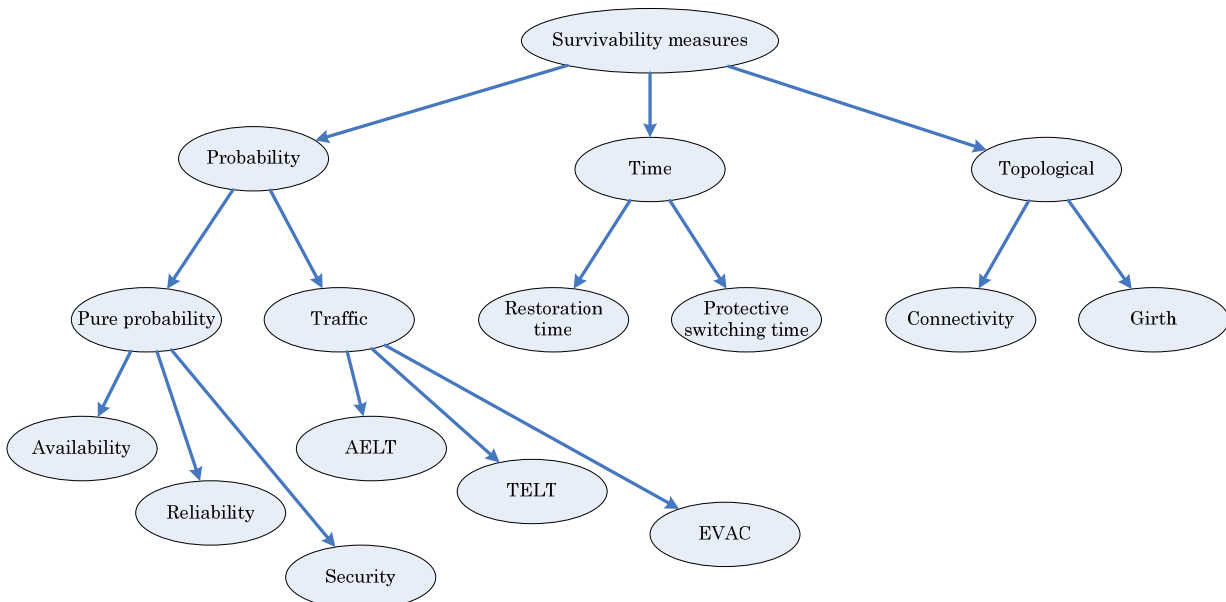 Survivability measures
Probability
Time
Topological
Pure probability
Traffic
Restoration
time
Protective
switching time
Connectivity
Girth
Availability
AELT
TELT
Reliability
EVAC
Security